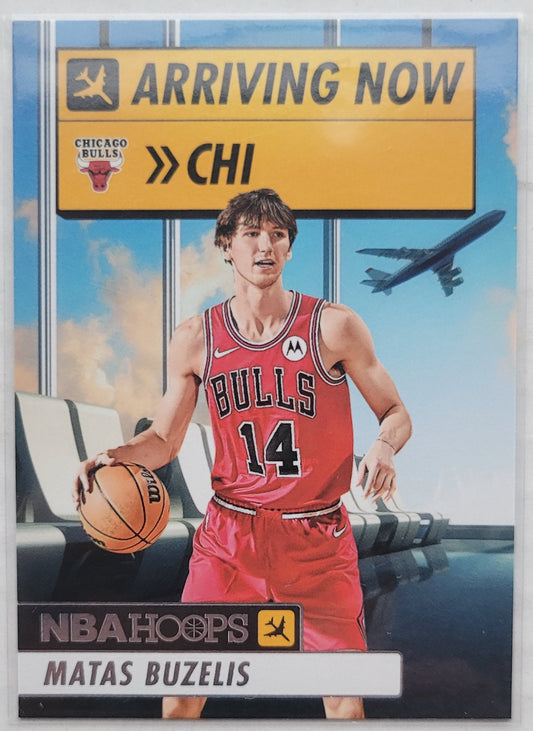 ARRIVING NOW
CHICAGO
BULLS
»CHI
BULLS
14
NBA HOOPS
MATAS BUZELIS